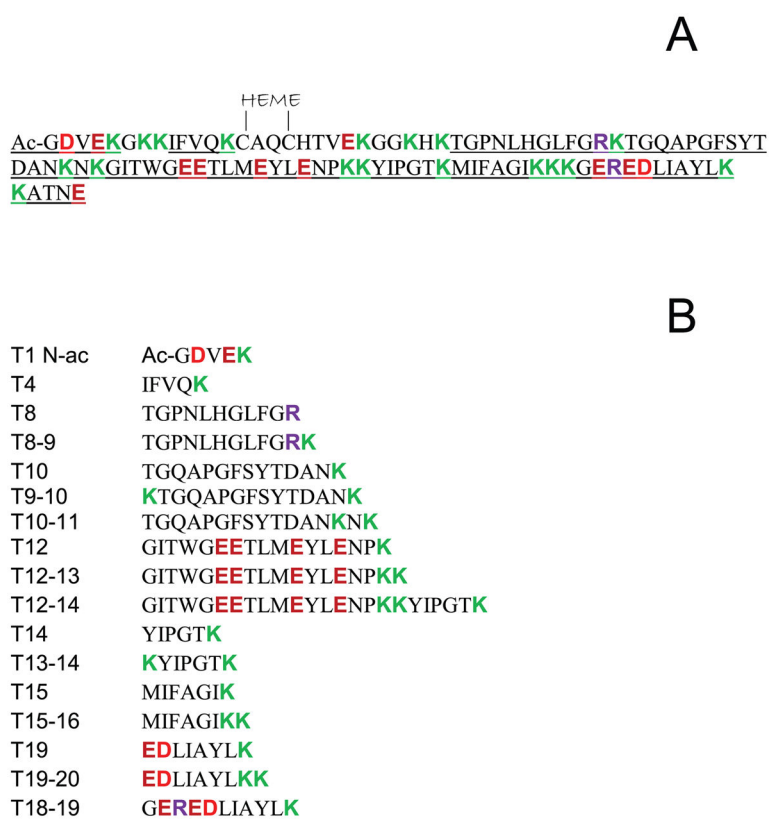 A
HEME
Ac-GDVEKGKKIFVQKCAQCHTVEKGGKHKTGPNLHGLFGRKTGQAPGFSYT
DANKNKGITWGEETLMEYLENPKKYIPGTKMIFAGIKKKGEREDLIAYLK
KATNE
B
T1 N-ac Ac-GDVEK
T4 IFVQK
T8 TGPNLHGLFGR
T8-9 TGPNLHGLFGRK
T10 TGQAPGFSYTDANK
T9-10 KTGQAPGFSYTDANK
T10-11 TGQAPGFSYTDANKNK
T12 GITWGEETLMEYLENPK
T12-13 GITWGEETLMEYLENPKK
T12-14 GITWGEETLMEYLENPKKYIPGTK
T14 YIPGTK
T13-14 KYIPGTK
T15 MIFAGIK
T15-16 MIFAGIKK
T19 EDLIAYLK
T19-20 EDLIAYLKK
T18-19 GEREDLIAYLK